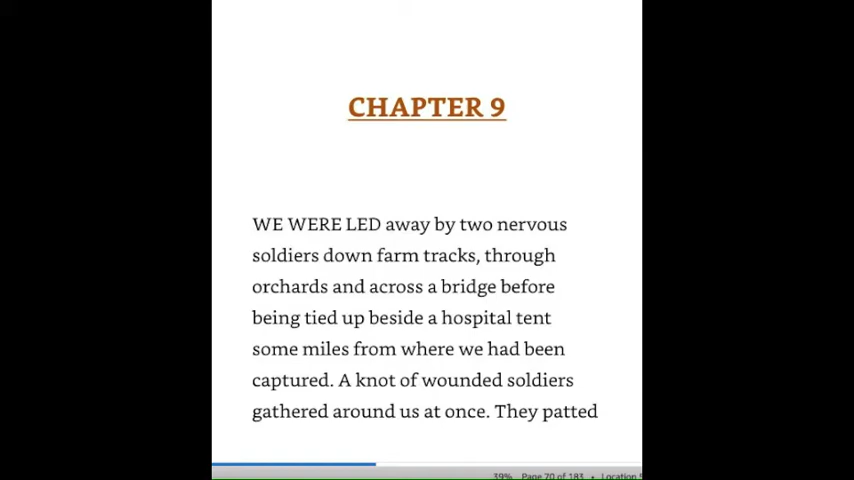 CHAPTER 9
WE WERE LED away by two nervous
soldiers down farm tracks, through
orchards and across a bridge before
being tied up beside a hospital tent
some miles from where we had been
captured. A knot of wounded soldiers
gathered around us at once. They patted
39% Page 70 of 183 • Location